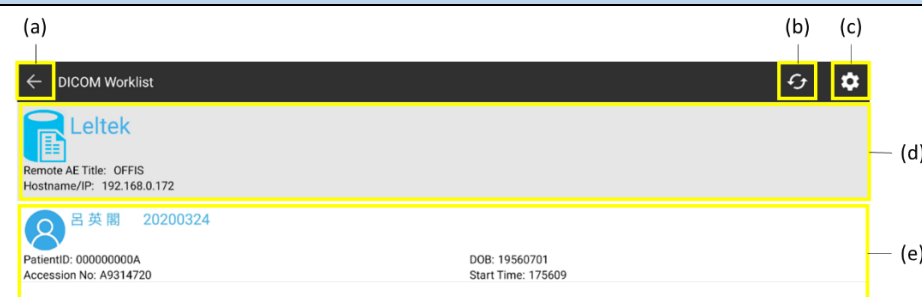 (a) (b) (c)
DICOM Worklist
Leltek
(d)
Remote AE Title: OFFIS
Hostname/IP: 192.168.0.172
呂英閣 20200324
(e)
PatientID: 000000000A DOB: 19560701
Accession No: A9314720 Start Time: 175609